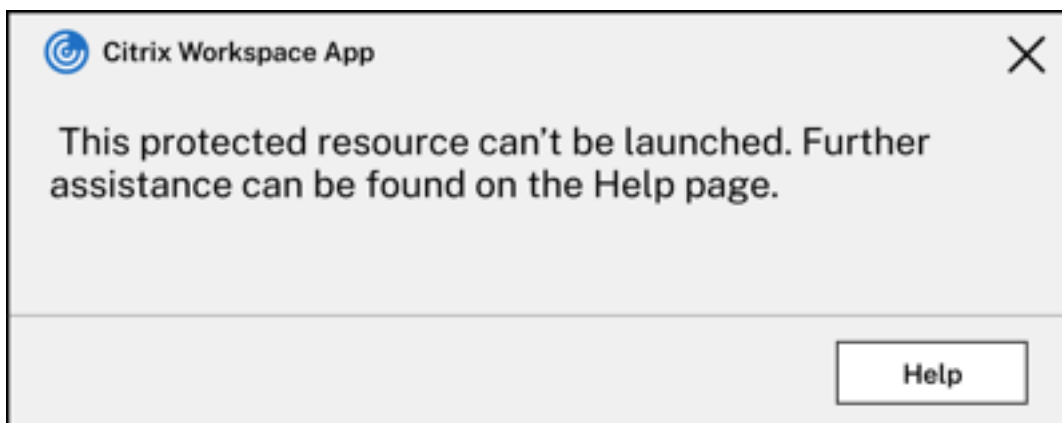 Citrix Workspace App
This protected resource can't be launched. Further
assistance can be found on the Help page.
Help